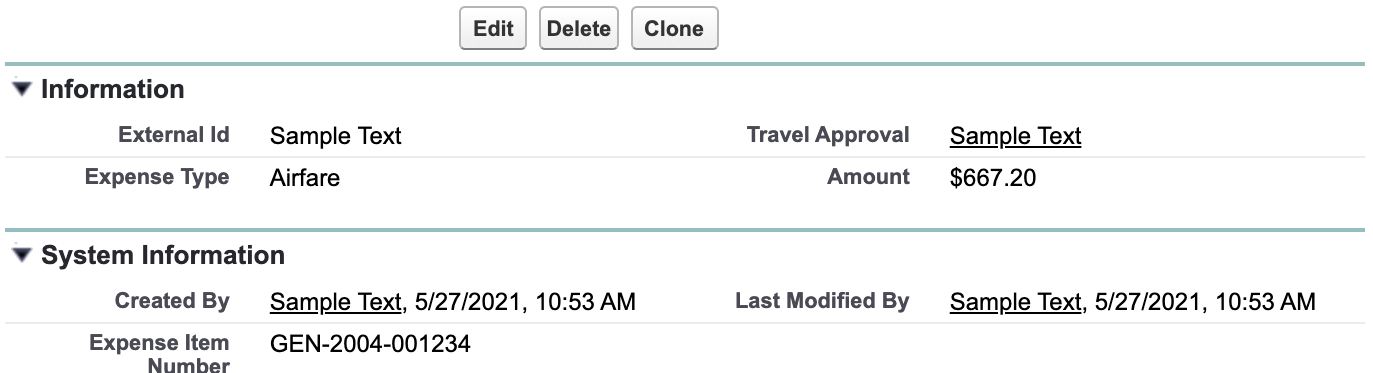 Edit Delete Clone
Information
External Id Sample Text Travel Approval Sample Text
Expense Type Airfare Amount $667.20
System Information
Created By Sample Text, 5/27/2021, 10:53 AM Last Modified By Sample Text, 5/27/2021, 10:53 AM
Expense Item GEN-2004-001234
Number